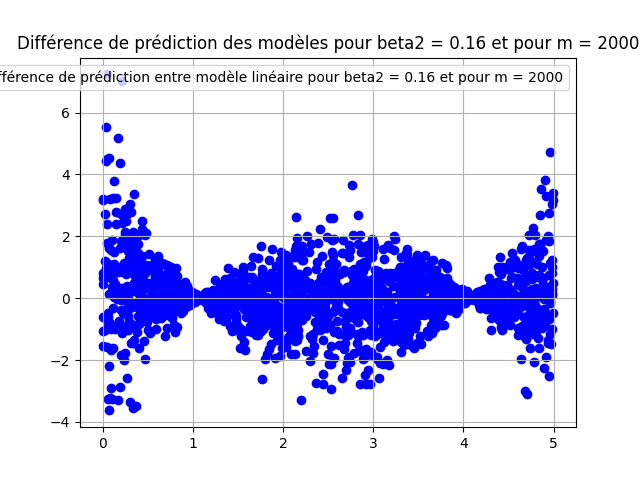 Différence de prédiction des modèles pour beta2 = 0.16 et pour m = 2000
fférence de prédiction entre modèle linéaire pour beta2 = 0.16 et pour m = 2000
6
4
2
0
−2
−4
0 1 2 3 4 5